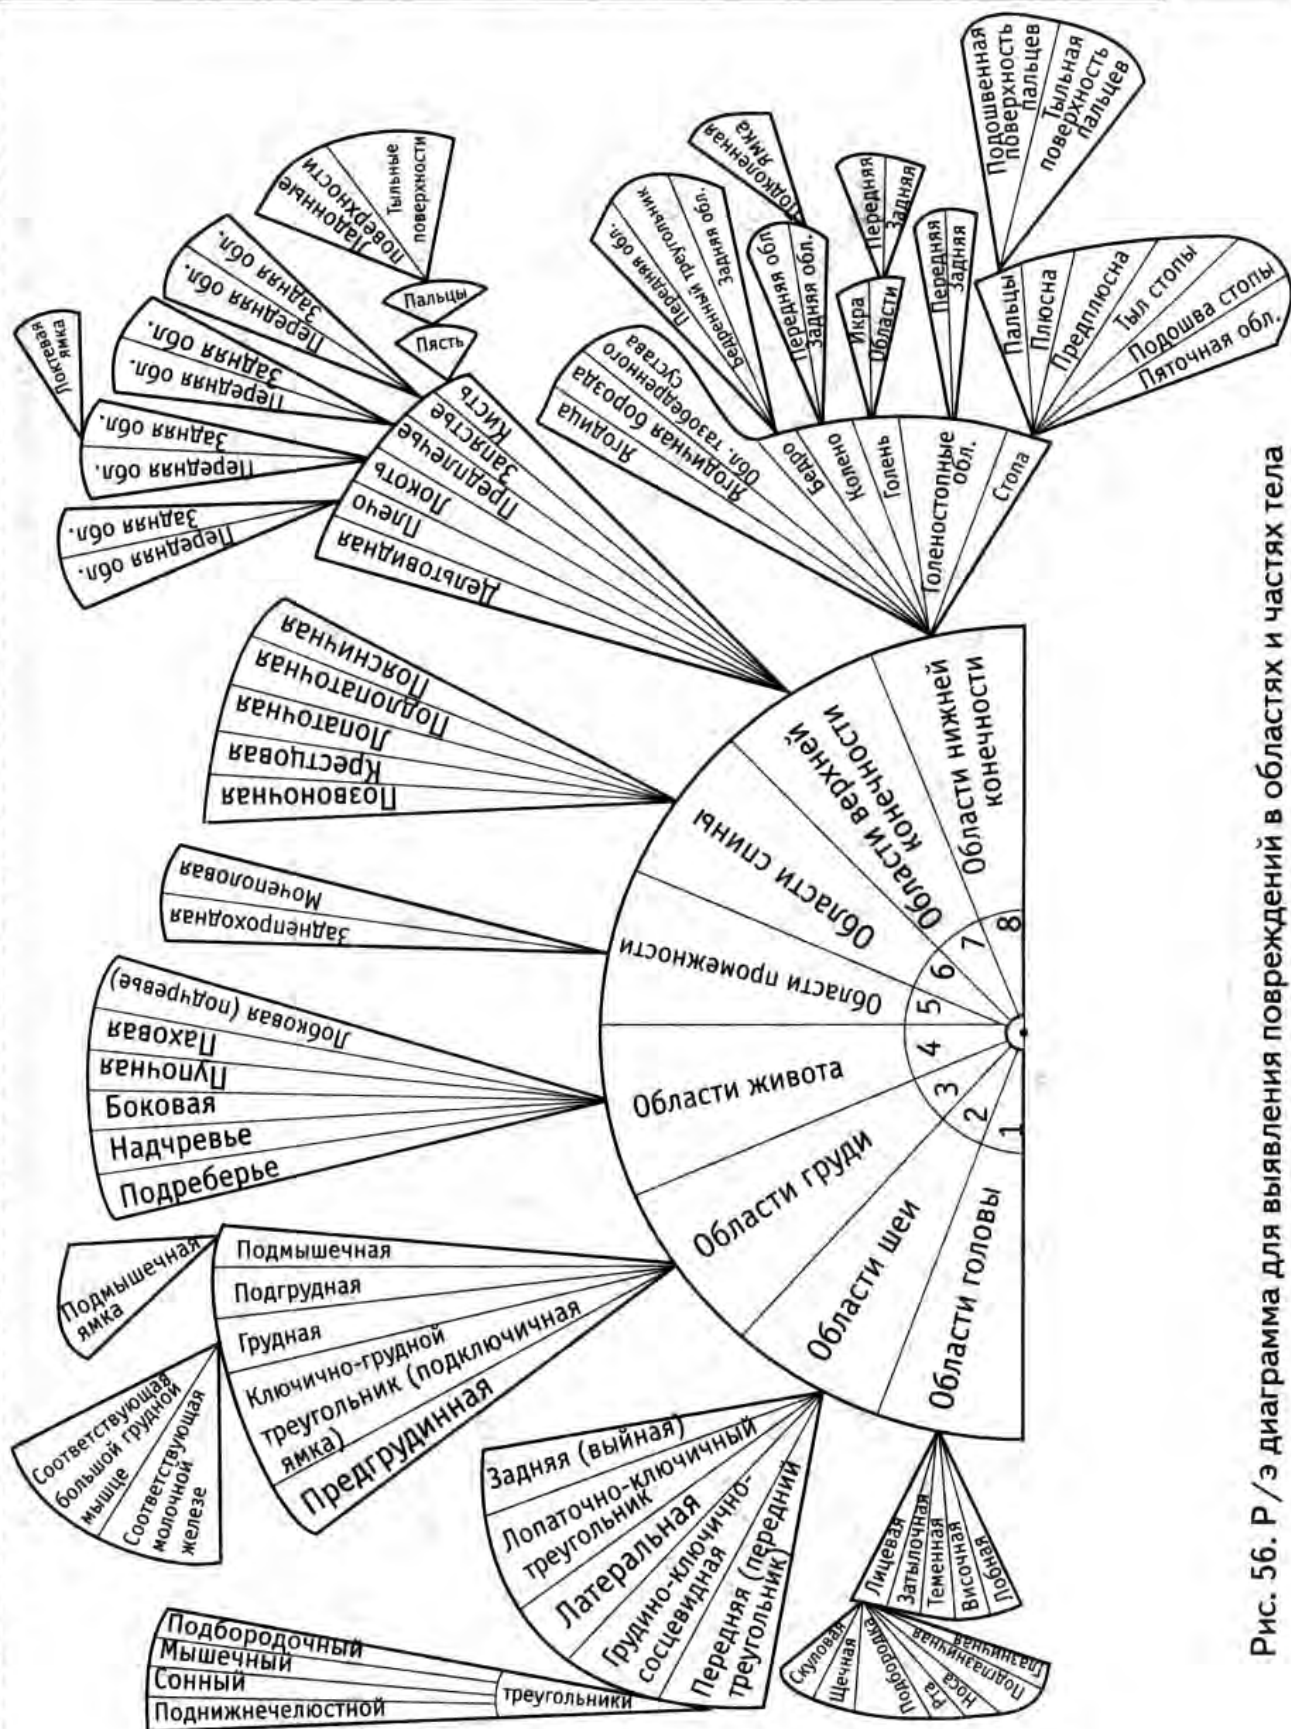 Области головы
1
Лицевая
Затылочная
Теменная
Височная
Лобная
Скуловая
Щечная
Подбородка
Рта
Носа
Подглазничная
Глазничная
Области шеи
2
Задняя (выйная)
Лопаточно-ключичный
треугольник
Латеральная
Грудино-ключично-
сосцевидная
Передняя (передний
треугольник)
Подбородочный
Мышечный
Сонный
Поднижнечелюстной
треугольники
Области груди
3
Подмышечная
Подгрудная
Грудная
Ключично-грудной
треугольник (подключичная
ямка)
Предгрудинная
Подмышечная
ямка
Соответствующая
большой грудной
мышце
Соответствующая
молочной
железе
Области живота
4
Лобковая (подчревье)
Паховая
Пупочная
Боковая
Надчревье
Подреберье
Области промежности
5
Мочеполовая
Заднепроходная
Области спины
6
Поясничная
Подлопаточная
Лопаточная
Крестцовая
Позвоночная
Области верхней
конечности
7
Дельтовидная
Плечо
Локоть
Предплечье
Запястье
Кисть
Передняя обл.
Задняя обл.
Передняя обл.
Задняя обл.
Локтевая
ямка
Передняя обл.
Задняя обл.
Передняя обл.
Задняя обл.
Пясть
Пальцы
Ладонные
поверхности
Тыльные
поверхности
Области нижней
конечности
8
Ягодица
Ягодичная борозда
Обл. тазобедренного
сустава
Бедро
Колено
Голень
Голеностопные
обл.
Стопа
Передняя обл.
Бедренный треугольник
Задняя обл.
Передняя обл.
Задняя обл.
Подколенная
ямка
Икра
Области
Передняя
Задняя
Передняя
Задняя
Пальцы
Плюсна
Предплюсна
Тыл стопы
Подошва стопы
Пяточная обл.
Подошвенная
поверхность
пальцев
Тыльная
поверхность
пальцев
Рис. 56. Р/э диаграмма для выявления повреждений в областях и частях тела